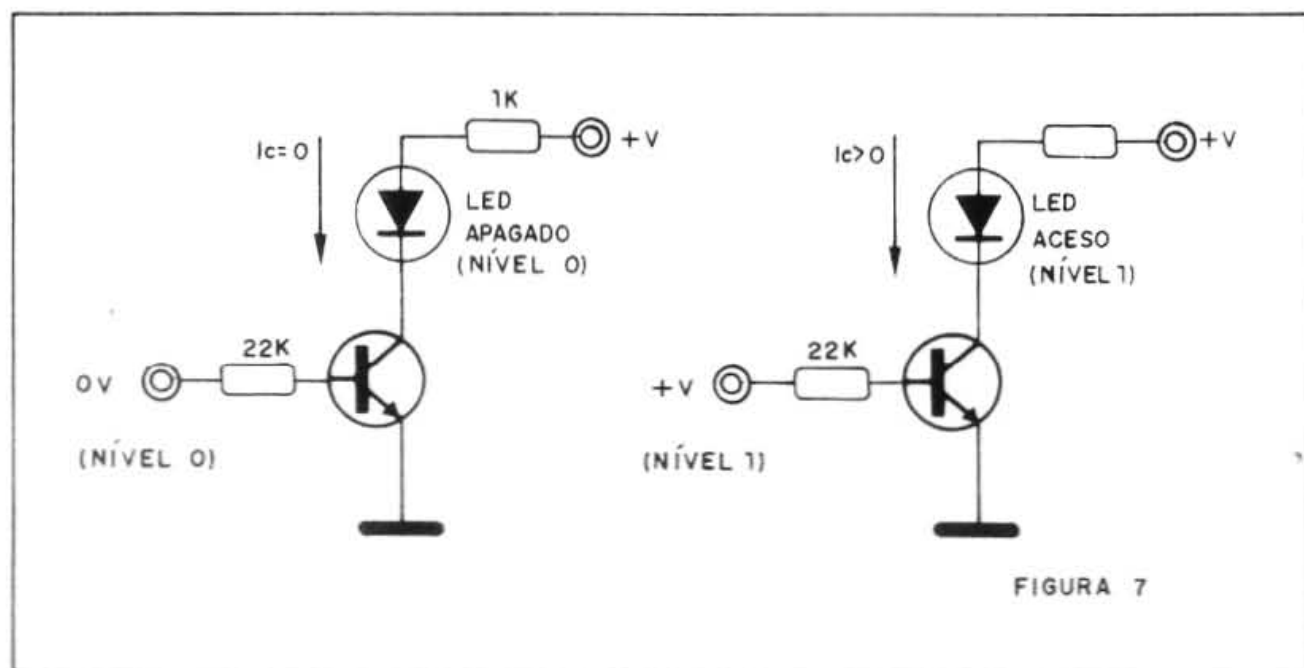 1K
+V
Ic=0
LED
APAGADO
(NÍVEL 0)
22K
0V
(NÍVEL 0)
+V
Ic>0
LED
ACESO
(NÍVEL 1)
22K
+V
(NÍVEL 1)
FIGURA 7